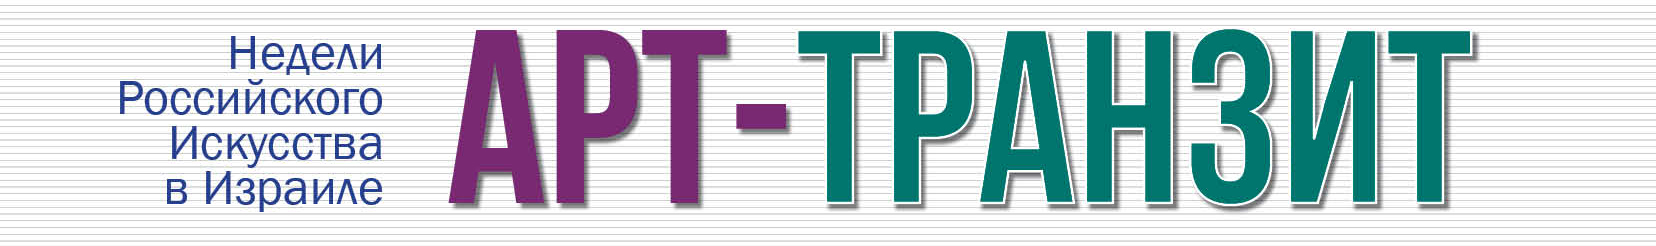 Недели
Российского
Искусства
в Израиле
АРТ-ТРАНЗИТ